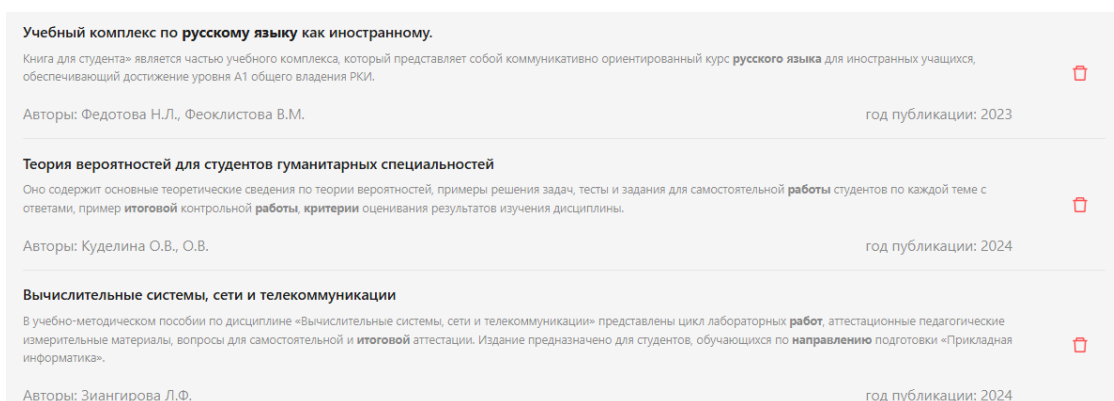 Учебный комплекс по русскому языку как иностранному.
Книга для студента» является частью учебного комплекса, который представляет собой коммуникативно ориентированный курс русского языка для иностранных учащихся,
обеспечивающий достижение уровня А1 общего владения РКИ.
Авторы: Федотова Н.Л., Феоклистова В.М.
год публикации: 2023
Теория вероятностей для студентов гуманитарных специальностей
Оно содержит основные теоретические сведения по теории вероятностей, примеры решения задач, тесты и задания для самостоятельной работы студентов по каждой теме с
ответами, пример итоговой контрольной работы, критерии оценивания результатов изучения дисциплины.
Авторы: Куделина О.В., О.В.
год публикации: 2024
Вычислительные системы, сети и телекоммуникации
В учебно-методическом пособии по дисциплине «Вычислительные системы, сети и телекоммуникации» представлены цикл лабораторных работ, аттестационные педагогические
измерительные материалы, вопросы для самостоятельной и итоговой аттестации. Издание предназначено для студентов, обучающихся по направлению подготовки «Прикладная
информатика».
Авторы: Зиангирова Л.Ф.
год публикации: 2024